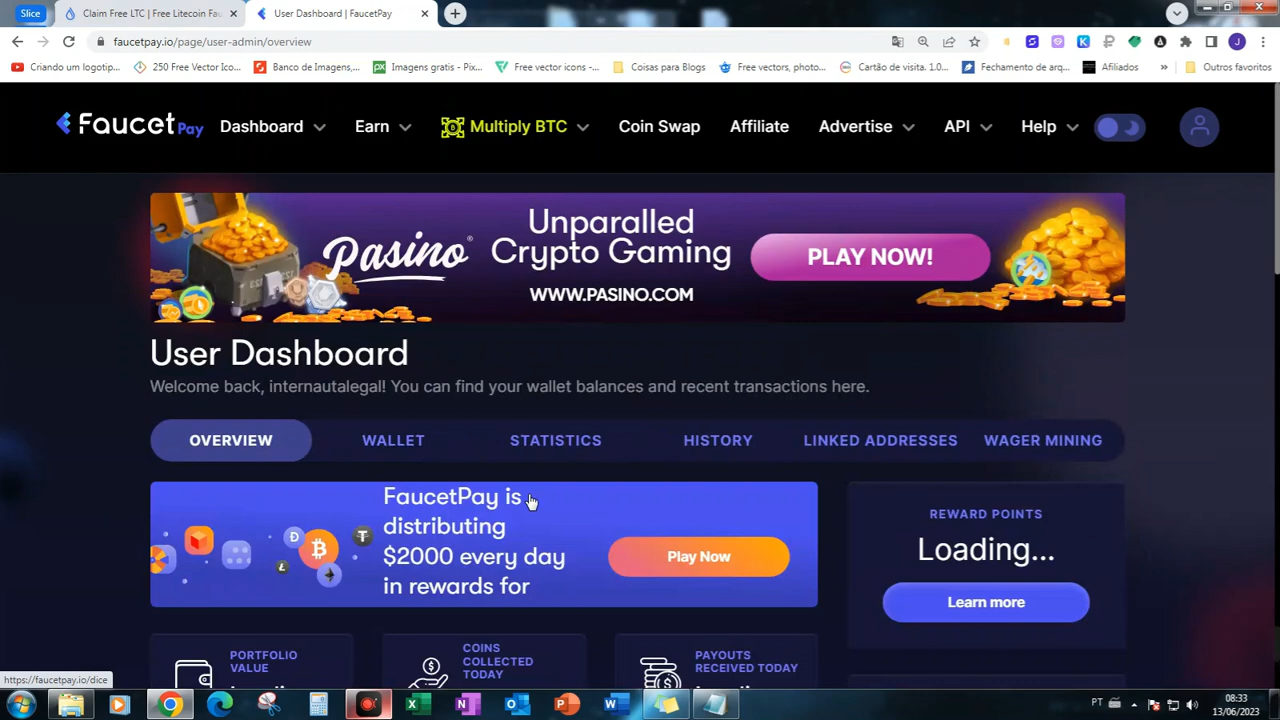 Slice
Claim Free LTC | Free Litecoin Fau
User Dashboard | FaucetPay
faucetpay.io/page/user-admin/overview
Criando um logotip...
250 Free Vector Ico...
Banco de Imagens,...
Imagens gratis - Pix...
Free vector icons -...
Coisas para Blogs
Free vectors, photo...
Cartão de visita. 1.0...
Fechamento de arq...
Afiliados
»
Outros favoritos
FaucetPay
Dashboard
Earn
Multiply BTC
Coin Swap
Affiliate
Advertise
API
Help
Pasino
Unparalled
Crypto Gaming
WWW.PASINO.COM
PLAY NOW!
User Dashboard
Welcome back, internautalegal! You can find your wallet balances and recent transactions here.
OVERVIEW
WALLET
STATISTICS
HISTORY
LINKED ADDRESSES
WAGER MINING
FaucetPay is
distributing
$2000 every day
in rewards for
Play Now
REWARD POINTS
Loading...
Learn more
PORTFOLIO
VALUE
COINS
COLLECTED
TODAY
PAYOUTS
RECEIVED TODAY
https://faucetpay.io/dice
PT
08:33
13/06/2023